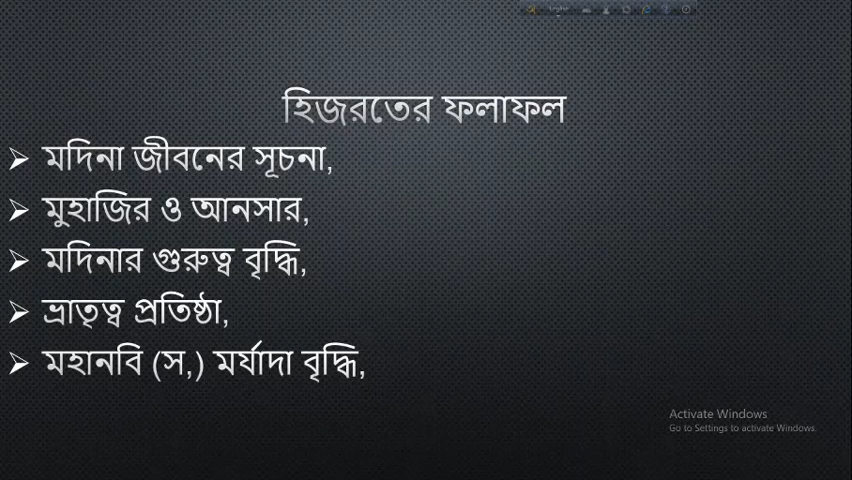 হিজরতের ফলাফল
➢ মদিনা জীবনের সূচনা,
➢ মুহাজির ও আনসার,
➢ মদিনার গুরুত্ব বৃদ্ধি,
➢ ভ্রাতৃত্ব প্রতিষ্ঠা,
➢ মহানবি (স,) মর্যাদা বৃদ্ধি,
Activate Windows
Go to Settings to activate Windows.